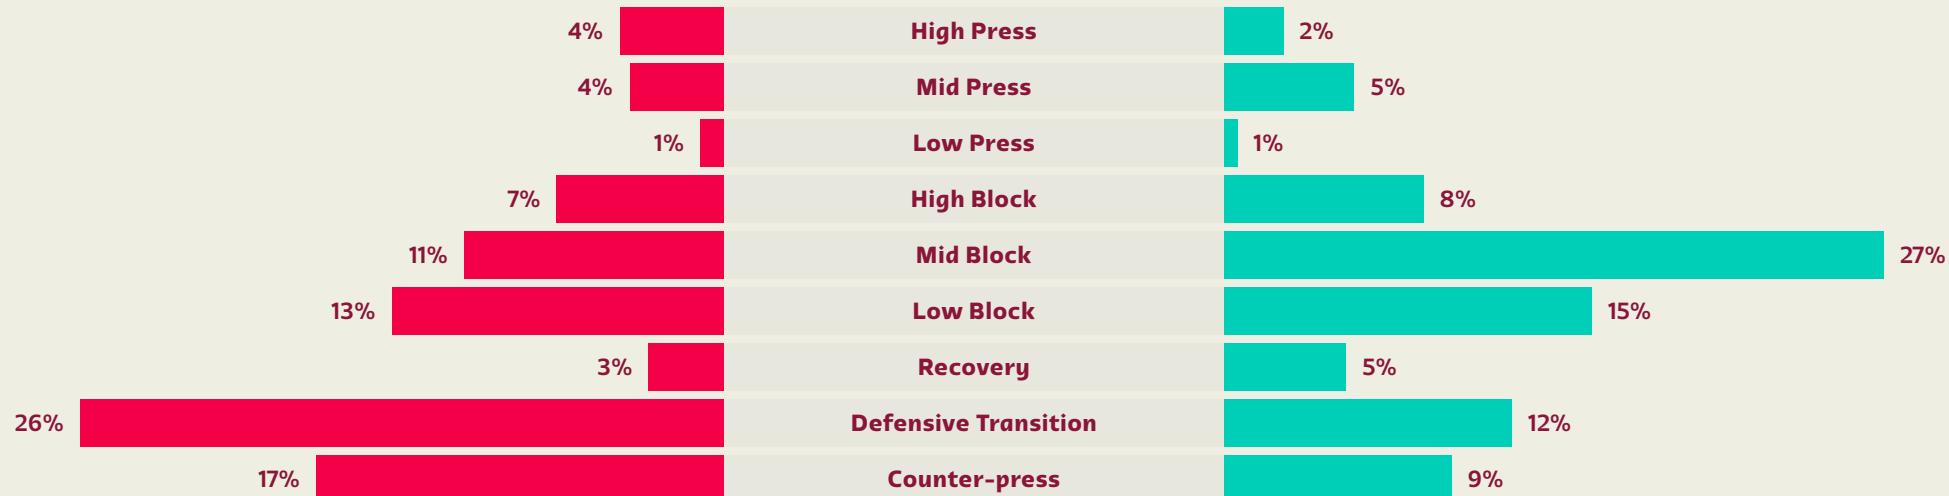 4% High Press 2%
4% Mid Press 5%
1% Low Press 1%
7% High Block 8%
11% Mid Block 27%
13% Low Block 15%
3% Recovery 5%
26% Defensive Transition 12%
17% Counter-press 9%